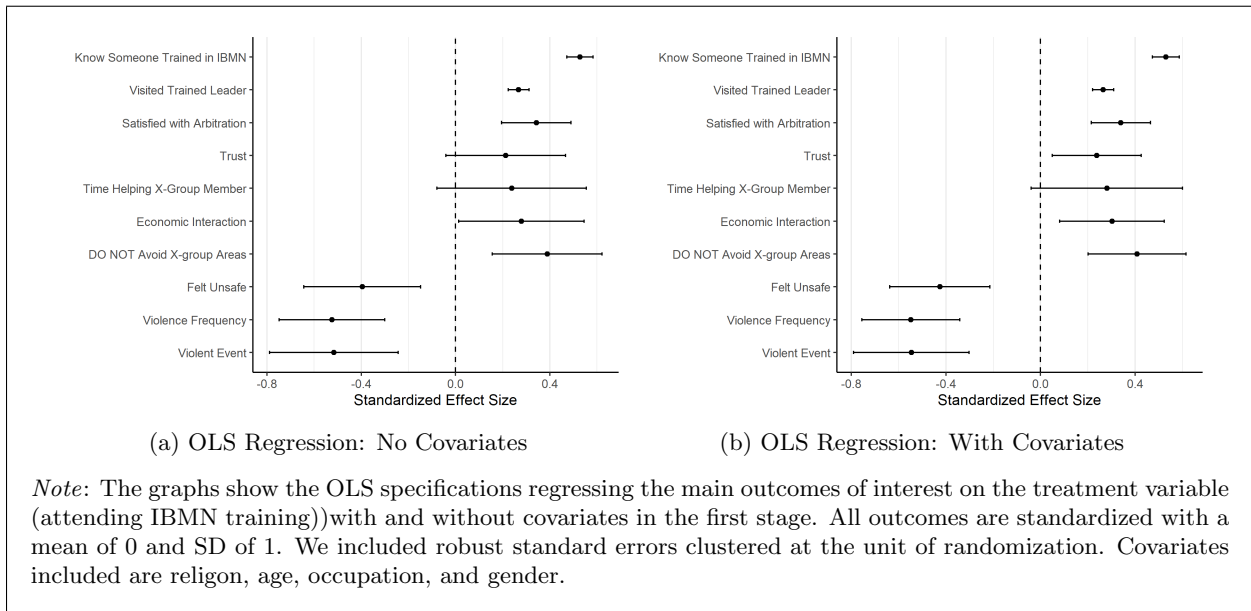 Know Someone Trained in IBMN
Visited Trained Leader
Satisfied with Arbitration
Trust
Time Helping X-Group Member
Economic Interaction
DO NOT Avoid X-group Areas
Felt Unsafe
Violence Frequency
Violent Event
-0.8 -0.4 0.0 0.4
Standardized Effect Size
(a) OLS Regression: No Covariates
Know Someone Trained in IBMN
Visited Trained Leader
Satisfied with Arbitration
Trust
Time Helping X-Group Member
Economic Interaction
DO NOT Avoid X-group Areas
Felt Unsafe
Violence Frequency
Violent Event
-0.8 -0.4 0.0 0.4
Standardized Effect Size
(b) OLS Regression: With Covariates
Note: The graphs show the OLS specifications regressing the main outcomes of interest on the treatment variable
(attending IBMN training))with and without covariates in the first stage. All outcomes are standardized with a
mean of 0 and SD of 1. We included robust standard errors clustered at the unit of randomization. Covariates
included are religon, age, occupation, and gender.